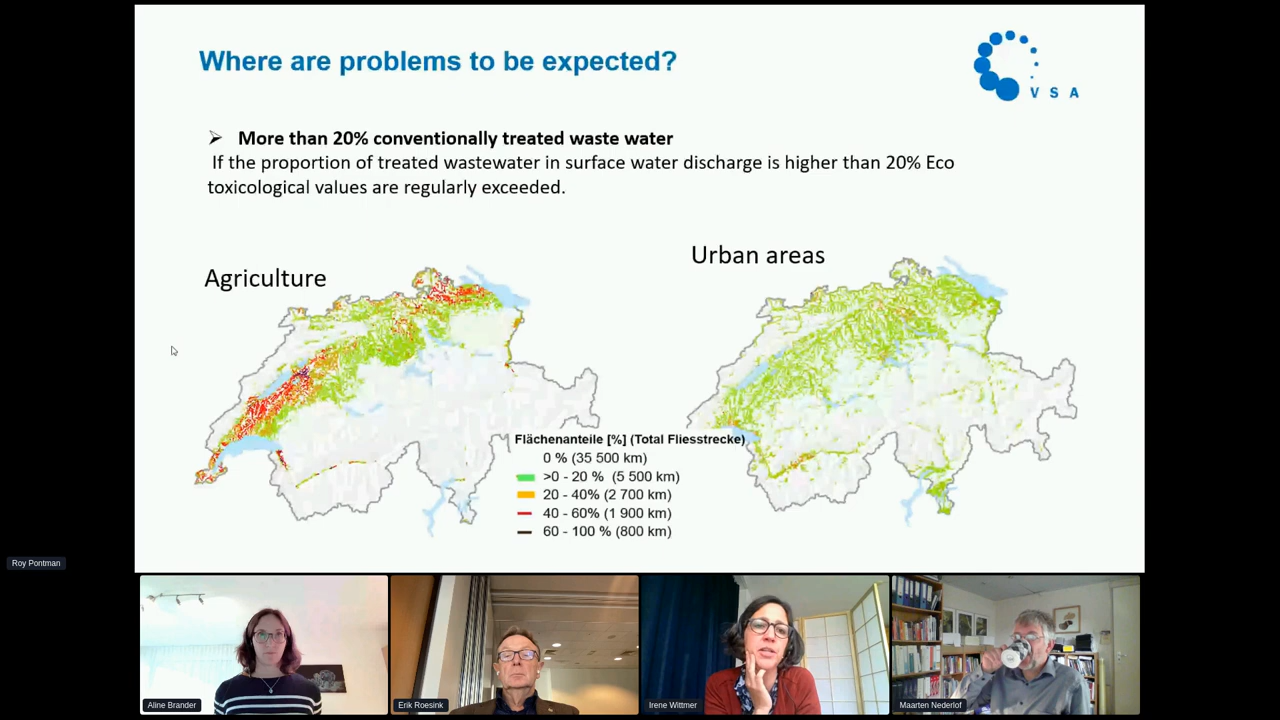 Where are problems to be expected?
V S A
➢ More than 20% conventionally treated waste water
If the proportion of treated wastewater in surface water discharge is higher than 20% Eco
toxicological values are regularly exceeded.
Agriculture
Urban areas
Flächenanteile [%] (Total Fliesstrecke)
0 % (35 500 km)
>0 - 20 % (5 500 km)
20 - 40% (2 700 km)
40 - 60% (1 900 km)
60 - 100 % (800 km)
Roy Pontman
Aline Brander
Erik Roesink
Irene Wittmer
Maarten Nederlof